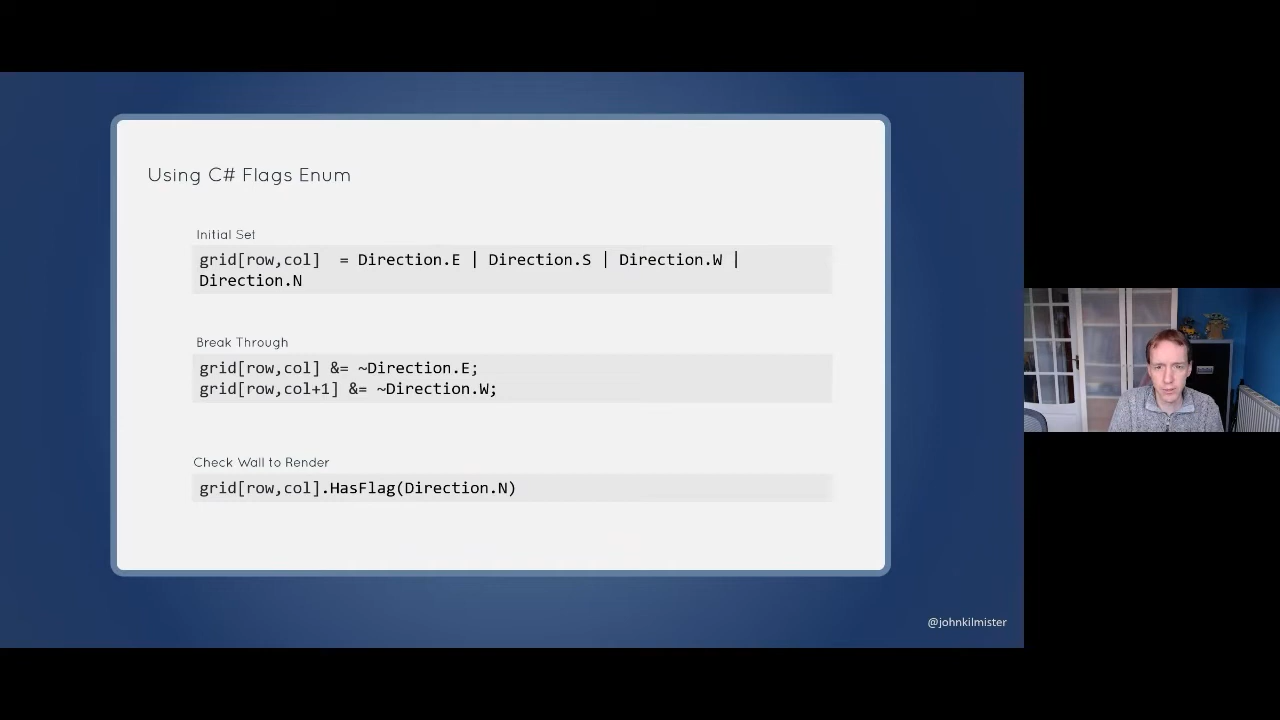 Using C# Flags Enum
Initial Set
grid[row,col]  = Direction.E | Direction.S | Direction.W |
Direction.N
Break Through
grid[row,col] &= ~Direction.E;
grid[row,col+1] &= ~Direction.W;
Check Wall to Render
grid[row,col].HasFlag(Direction.N)
@johnkilmister